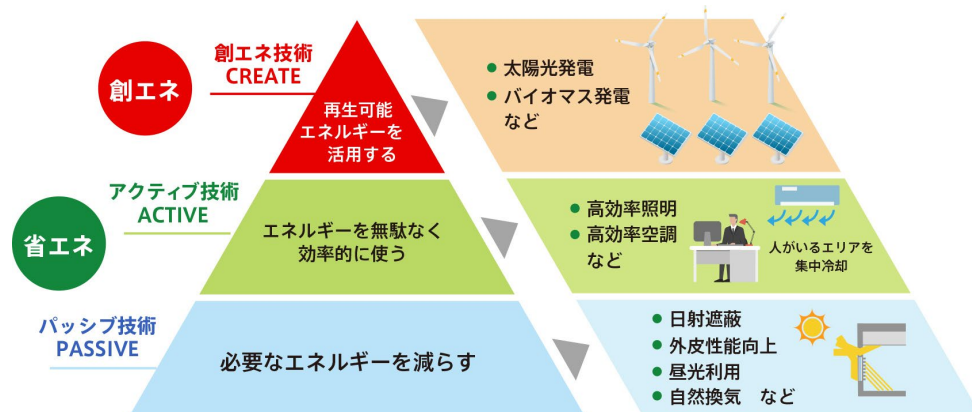 創エネ
創エネ技術
CREATE
再生可能
エネルギーを
活用する
● 太陽光発電
● バイオマス発電
など
省エネ
アクティブ技術
ACTIVE
エネルギーを無駄なく
効率的に使う
● 高効率照明
● 高効率空調
など
人がいるエリアを
集中冷却
パッシブ技術
PASSIVE
必要なエネルギーを減らす
● 日射遮蔽
● 外皮性能向上
● 昼光利用
● 自然換気　など